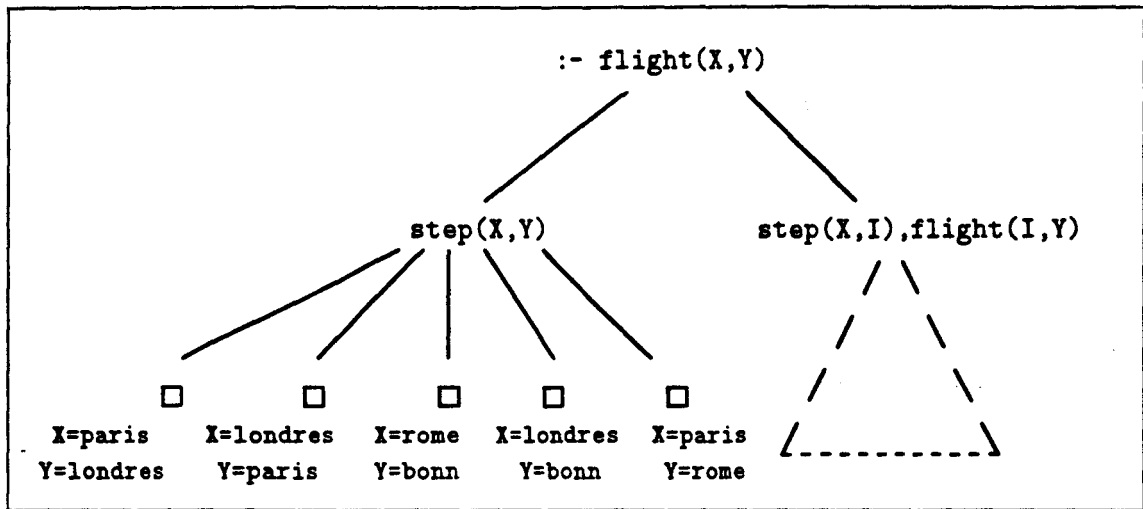 :- flight(X,Y)
step(X,Y) step(X,I),flight(I,Y)
X=paris X=londres X=rome X=londres X=paris
Y=londres Y=paris Y=bonn Y=bonn Y=rome